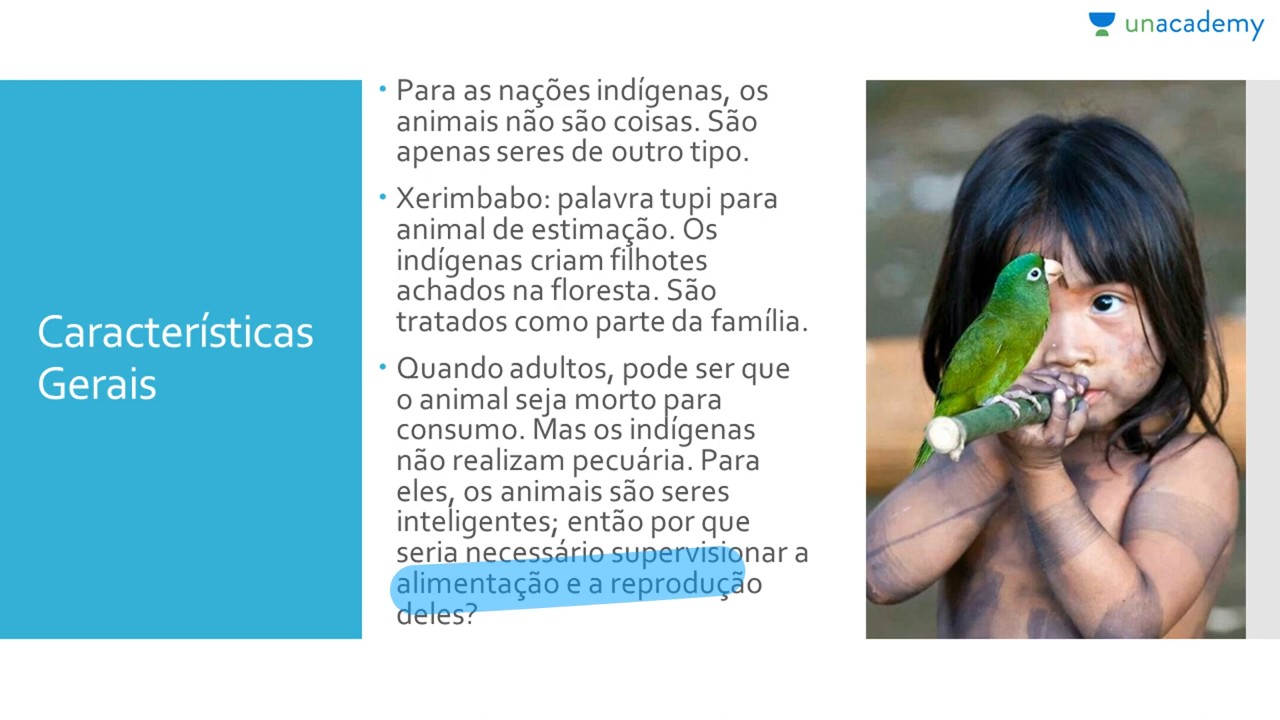 unacademy
Características
Gerais
• Para as nações indígenas, os
animais não são coisas. São
apenas seres de outro tipo.
• Xerimbabo: palavra tupi para
animal de estimação. Os
indígenas criam filhotes
achados na floresta. São
tratados como parte da família.
• Quando adultos, pode ser que
o animal seja morto para
consumo. Mas os indígenas
não realizam pecuária. Para
eles, os animais são seres
inteligentes; então por que
seria necessário supervisionar a
alimentação e a reprodução
deles?